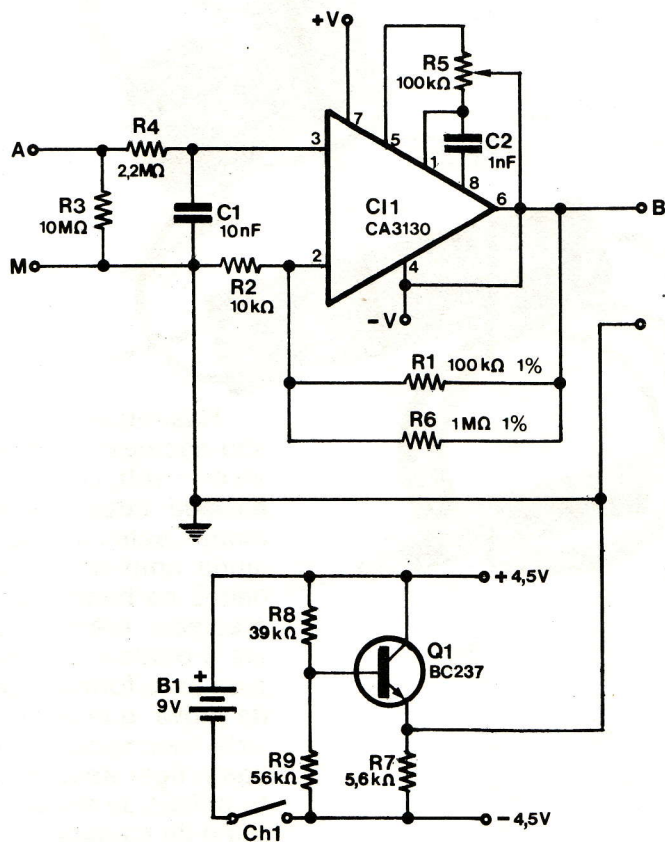 +V
R5
100kΩ
7
5
1
C2
1nF
8
A
R4
2,2MΩ
3
R3
10MΩ
C1
10nF
CI1
CA3130
6
B
M
R2
10kΩ
2
4
-V
R1 100kΩ 1%
R6 1MΩ 1%
+ 4,5V
R8
39kΩ
Q1
BC237
B1
9V
+
R9
56kΩ
R7
5,6kΩ
Ch1
- 4,5V